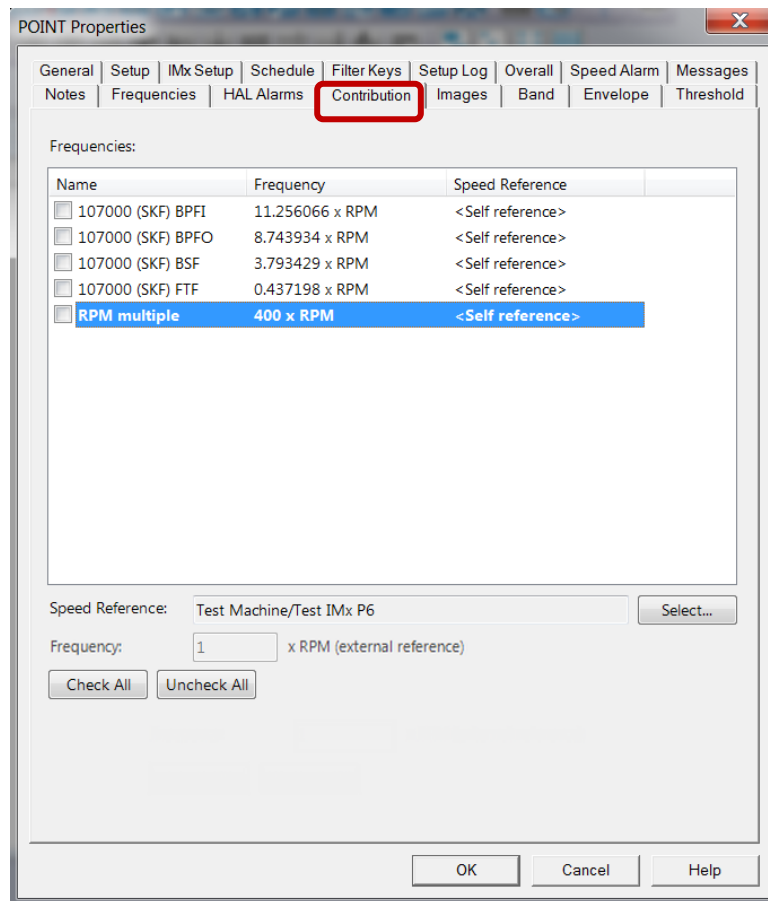 POINT Properties
X
General Setup IMx Setup Schedule Filter Keys Setup Log Overall Speed Alarm Messages
Notes Frequencies HAL Alarms Contribution Images Band Envelope Threshold
Frequencies:
Name Frequency Speed Reference
107000 (SKF) BPFI 11.256066 x RPM <Self reference>
107000 (SKF) BPFO 8.743934 x RPM <Self reference>
107000 (SKF) BSF 3.793429 x RPM <Self reference>
107000 (SKF) FTF 0.437198 x RPM <Self reference>
RPM multiple 400 x RPM <Self reference>
Speed Reference: Test Machine/Test IMx P6 Select...
Frequency: 1 x RPM (external reference)
Check All Uncheck All
OK Cancel Help